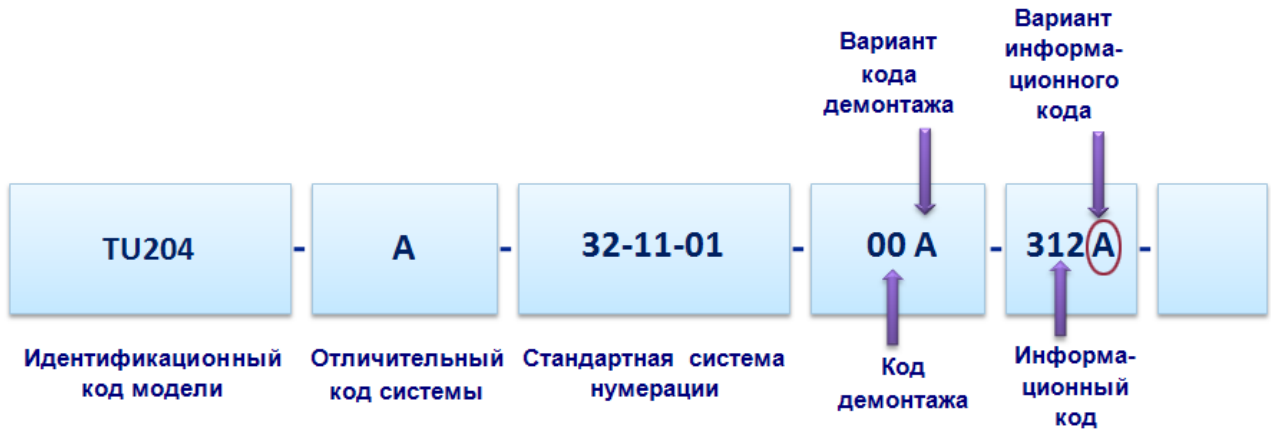 Вариант
кода
демонтажа
Вариант
информа-
ционного
кода
TU204 - A - 32-11-01 - 00 A - 312 A -
Идентификационный
код модели
Отличительный
код системы
Стандартная система
нумерации
Код
демонтажа
Информа-
ционный
код